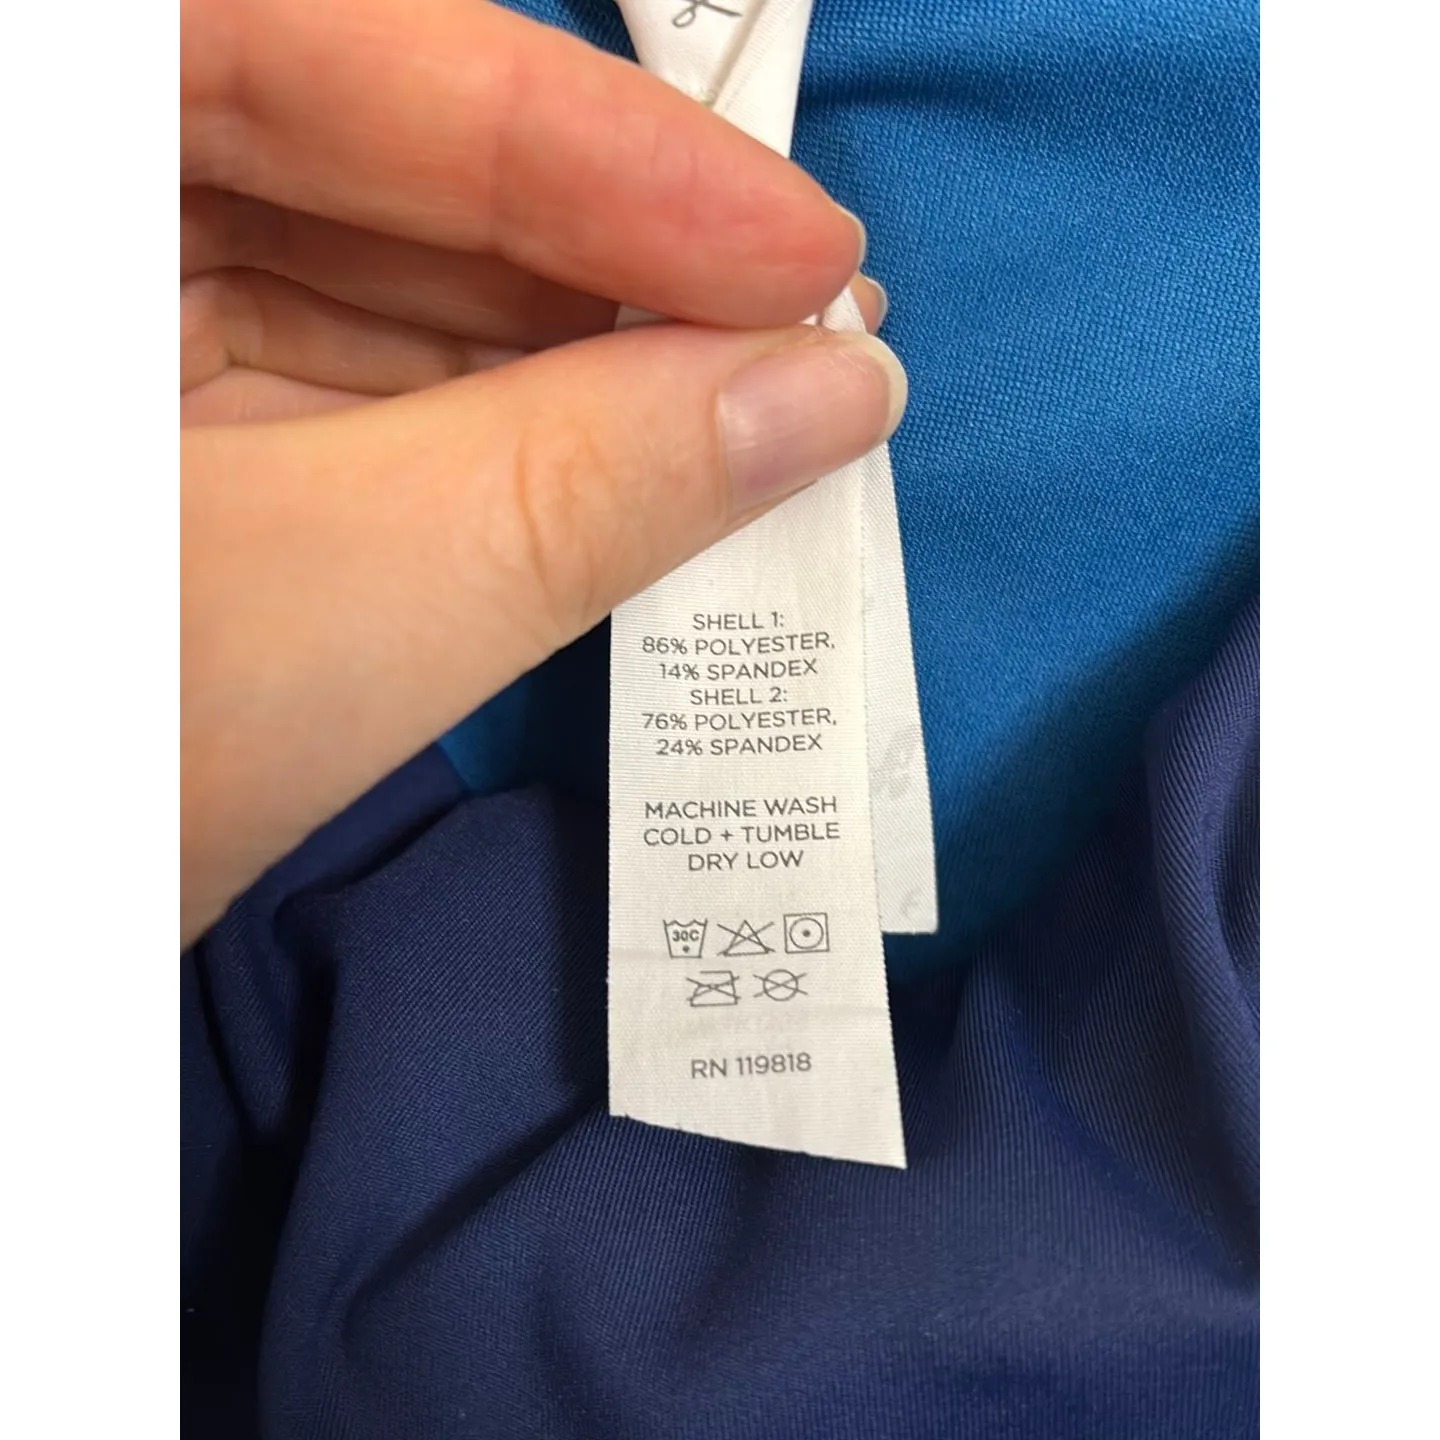 SHELL 1:
86% POLYESTER,
14% SPANDEX
SHELL 2:
76% POLYESTER,
24% SPANDEX
MACHINE WASH
COLD + TUMBLE
DRY LOW
30C
RN 119818